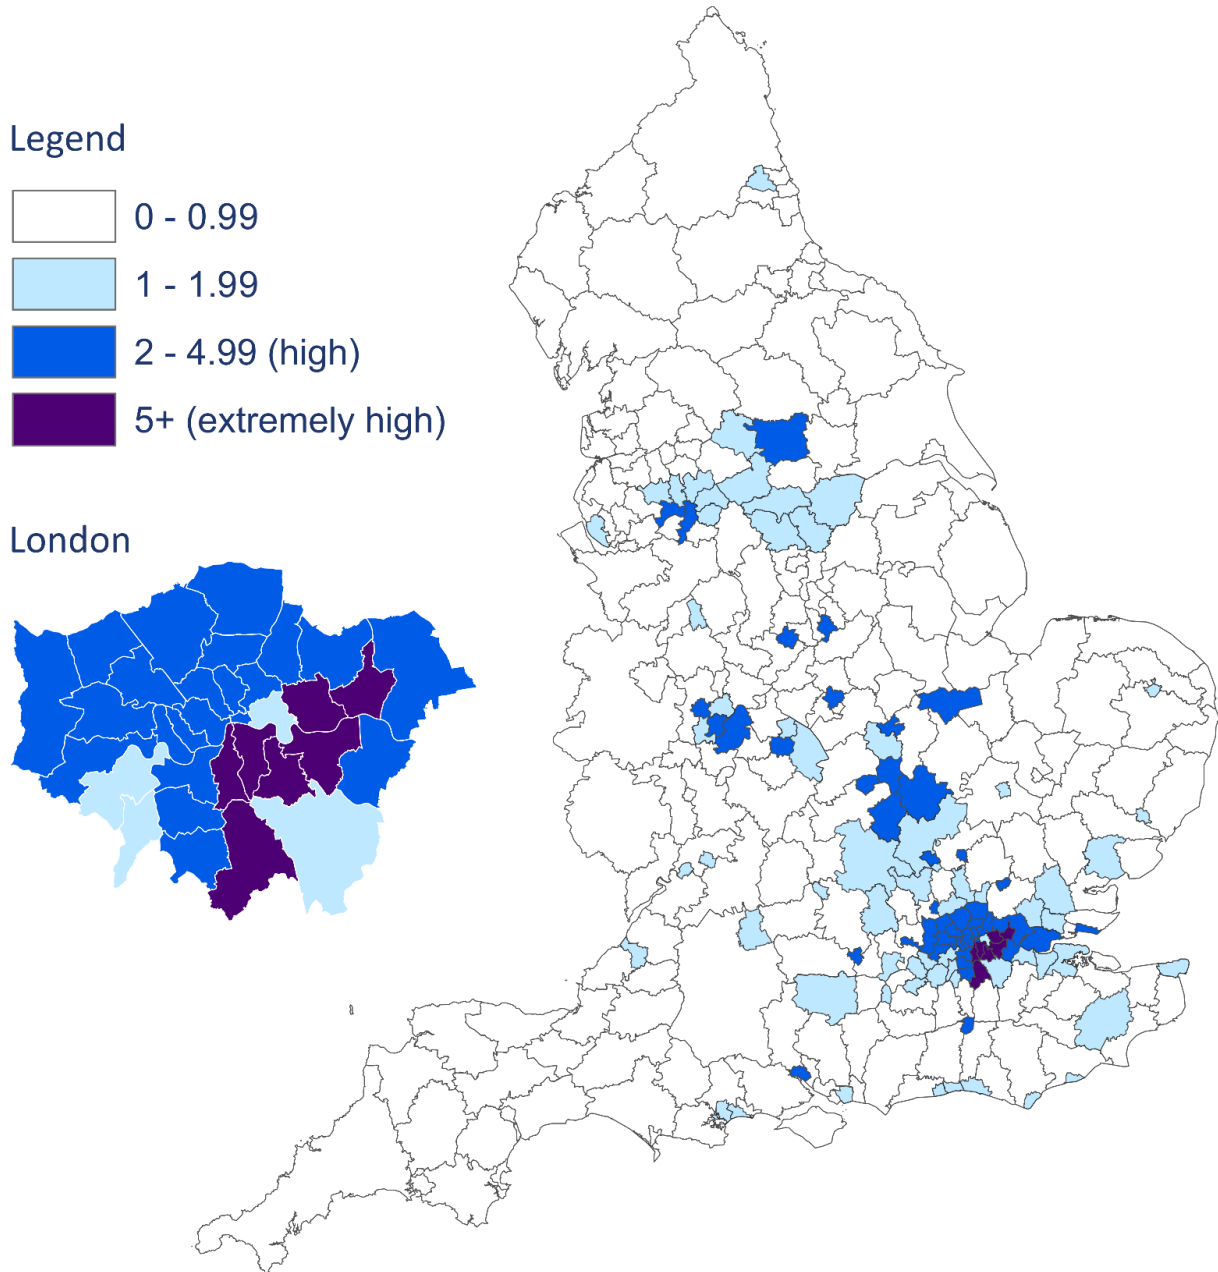 Legend
0 - 0.99
1 - 1.99
2 - 4.99 (high)
5+ (extremely high)
London